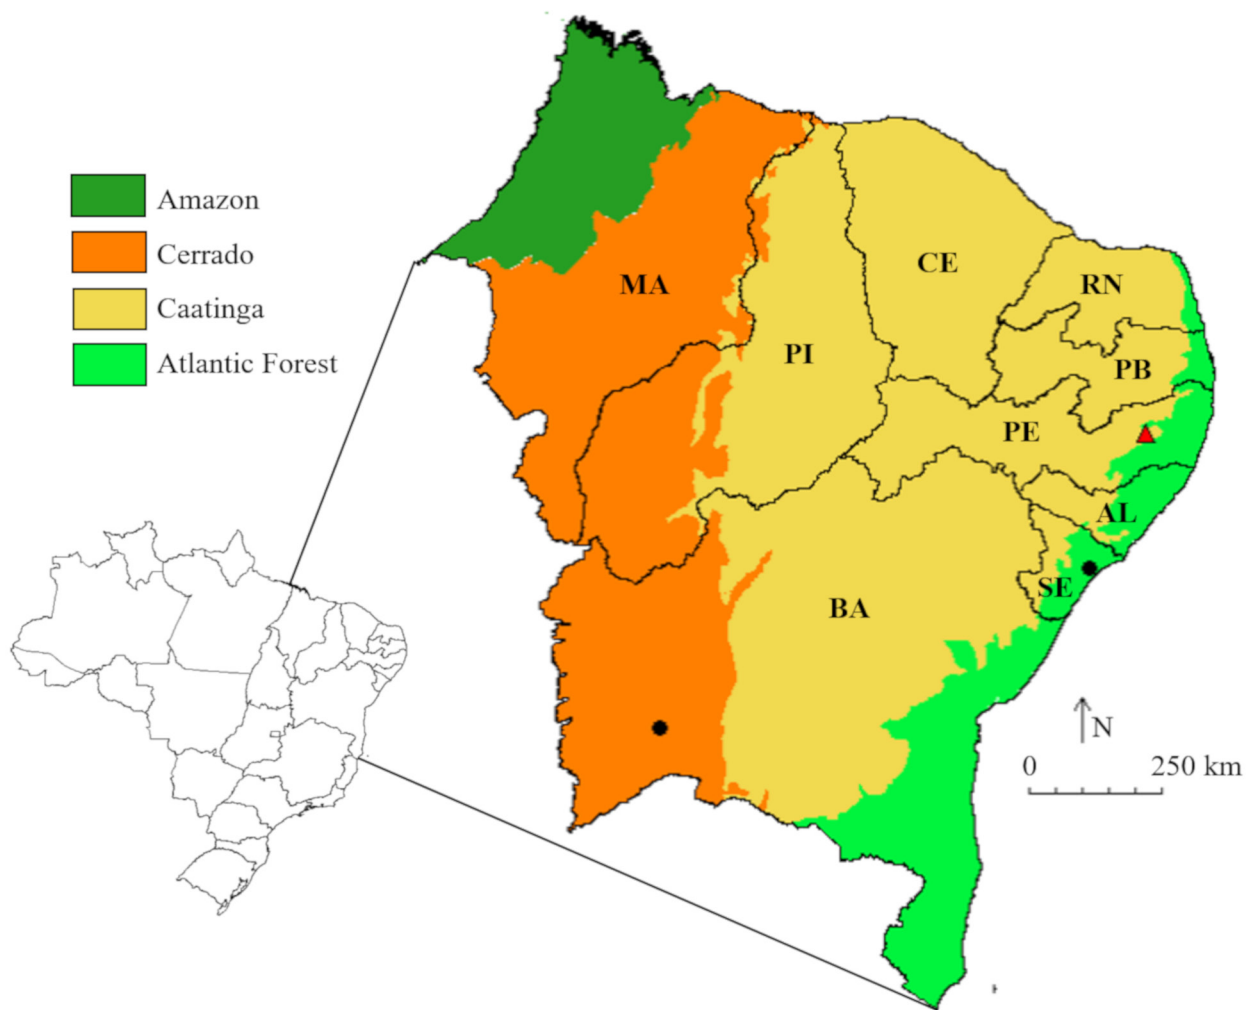 Amazon
Cerrado
Caatinga
Atlantic Forest
MA
PI
CE
RN
PB
PE
AL
SE
BA
N
0 250 km